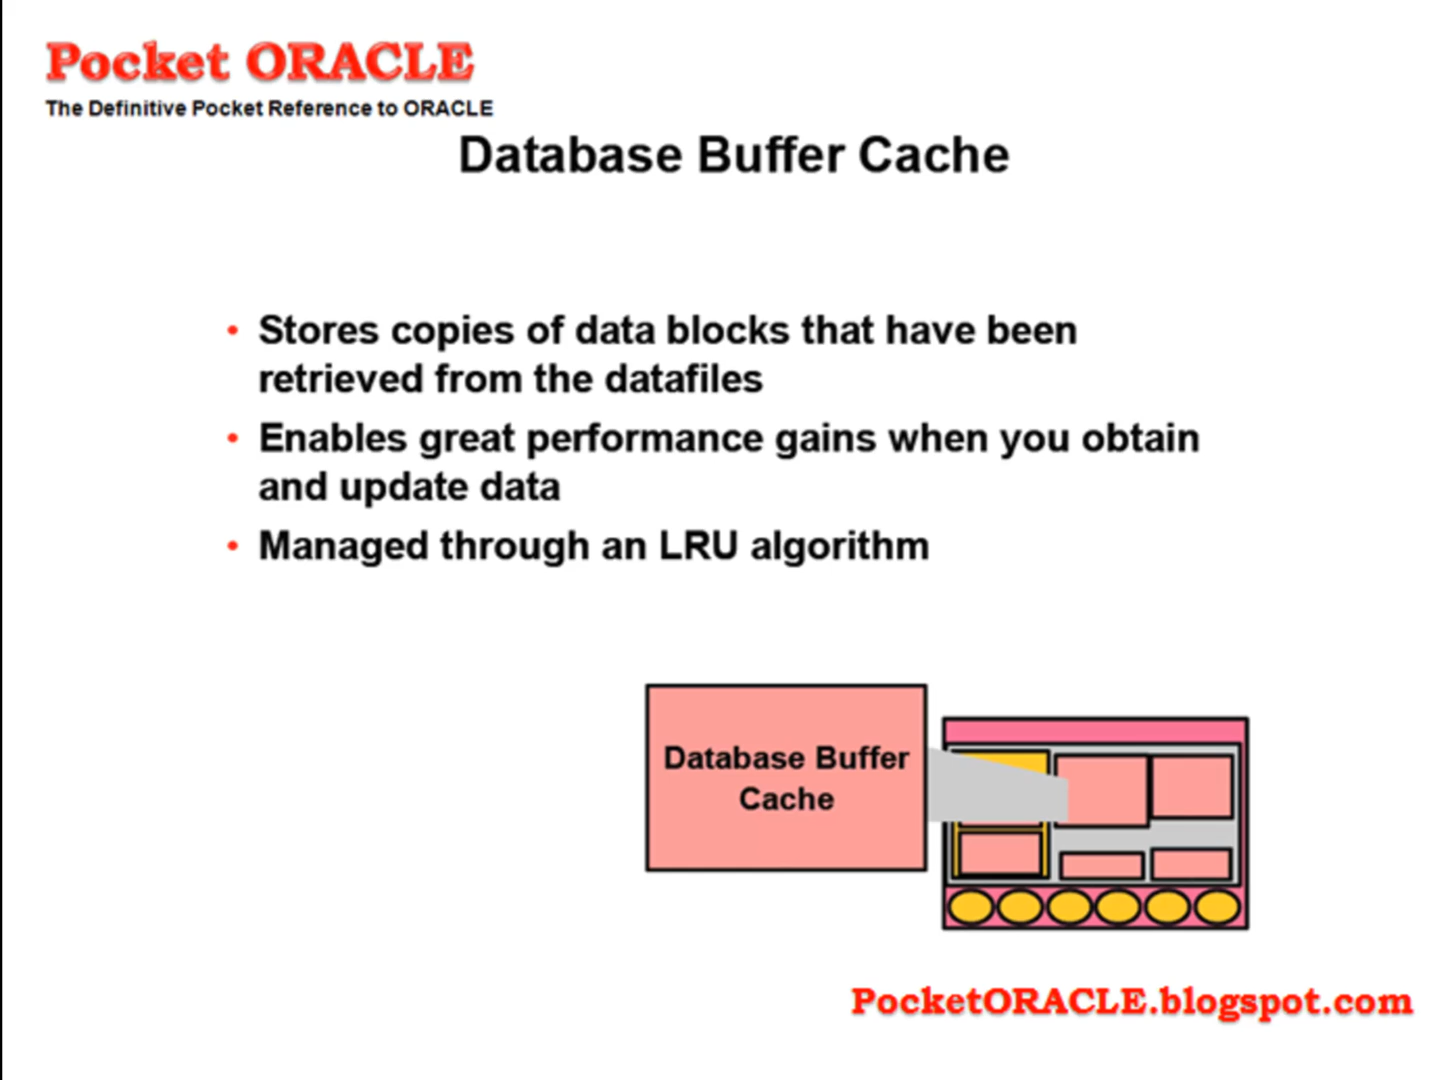 Pocket ORACLE
The Definitive Pocket Reference to ORACLE
Database Buffer Cache
• Stores copies of data blocks that have been
retrieved from the datafiles
• Enables great performance gains when you obtain
and update data
• Managed through an LRU algorithm
Database Buffer
Cache
PocketORACLE.blogspot.com